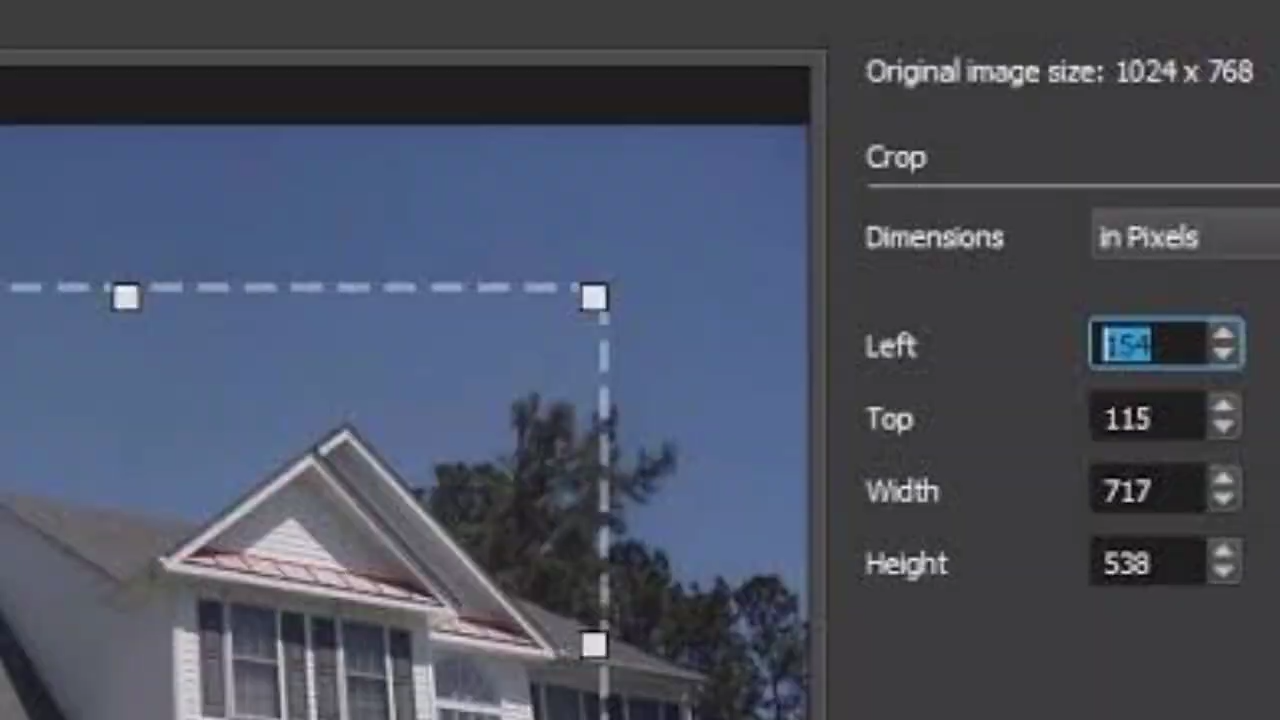 Original image size: 1024 x 768
Crop
Dimensions in Pixels
Left 154
Top 115
Width 717
Height 538